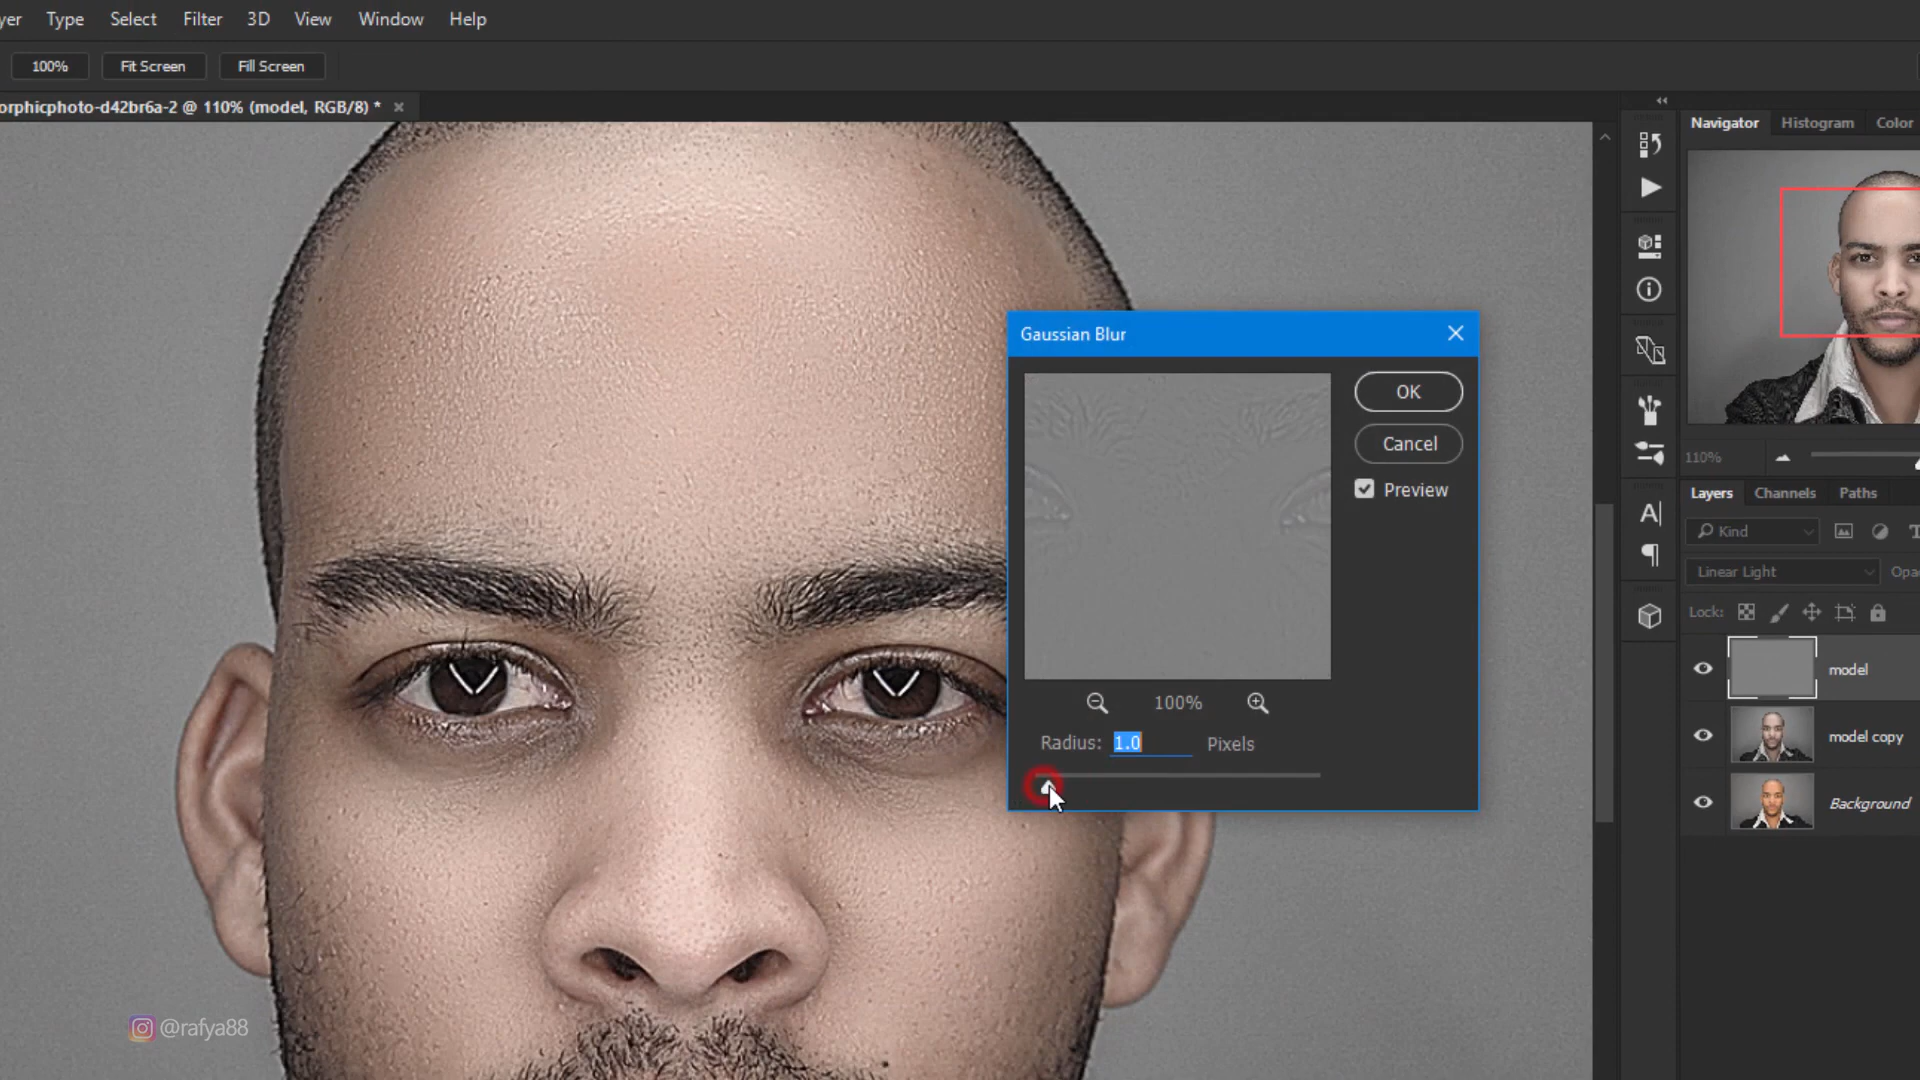 yer Type Select Filter 3D View Window Help
100% Fit Screen Fill Screen
orphicphoto-d42br6a-2 @ 110% (model, RGB/8) *
Navigator Histogram Color
Gaussian Blur
OK
Cancel
Preview
100%
Radius: 1.0 Pixels
110%
Layers Channels Paths
Kind
Linear Light Opac
Lock:
model
model copy
Background
@rafya88